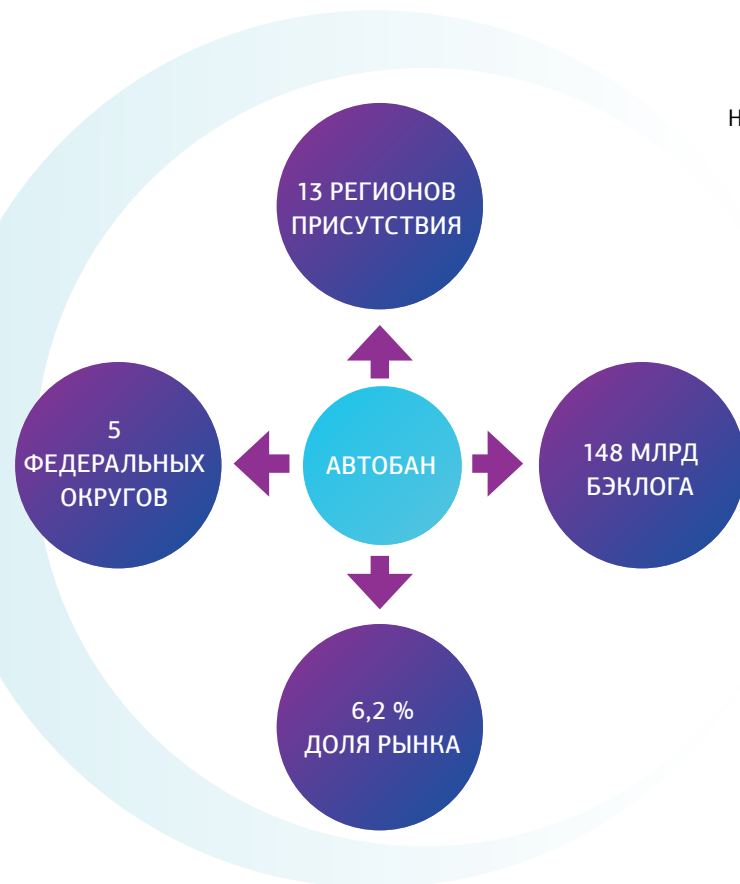 Н
13 РЕГИОНОВ
ПРИСУТСТВИЯ
5
ФЕДЕРАЛЬНЫХ
ОКРУГОВ
АВТОБАН
148 МЛРД
БЭКЛОГА
6,2 %
ДОЛЯ РЫНКА